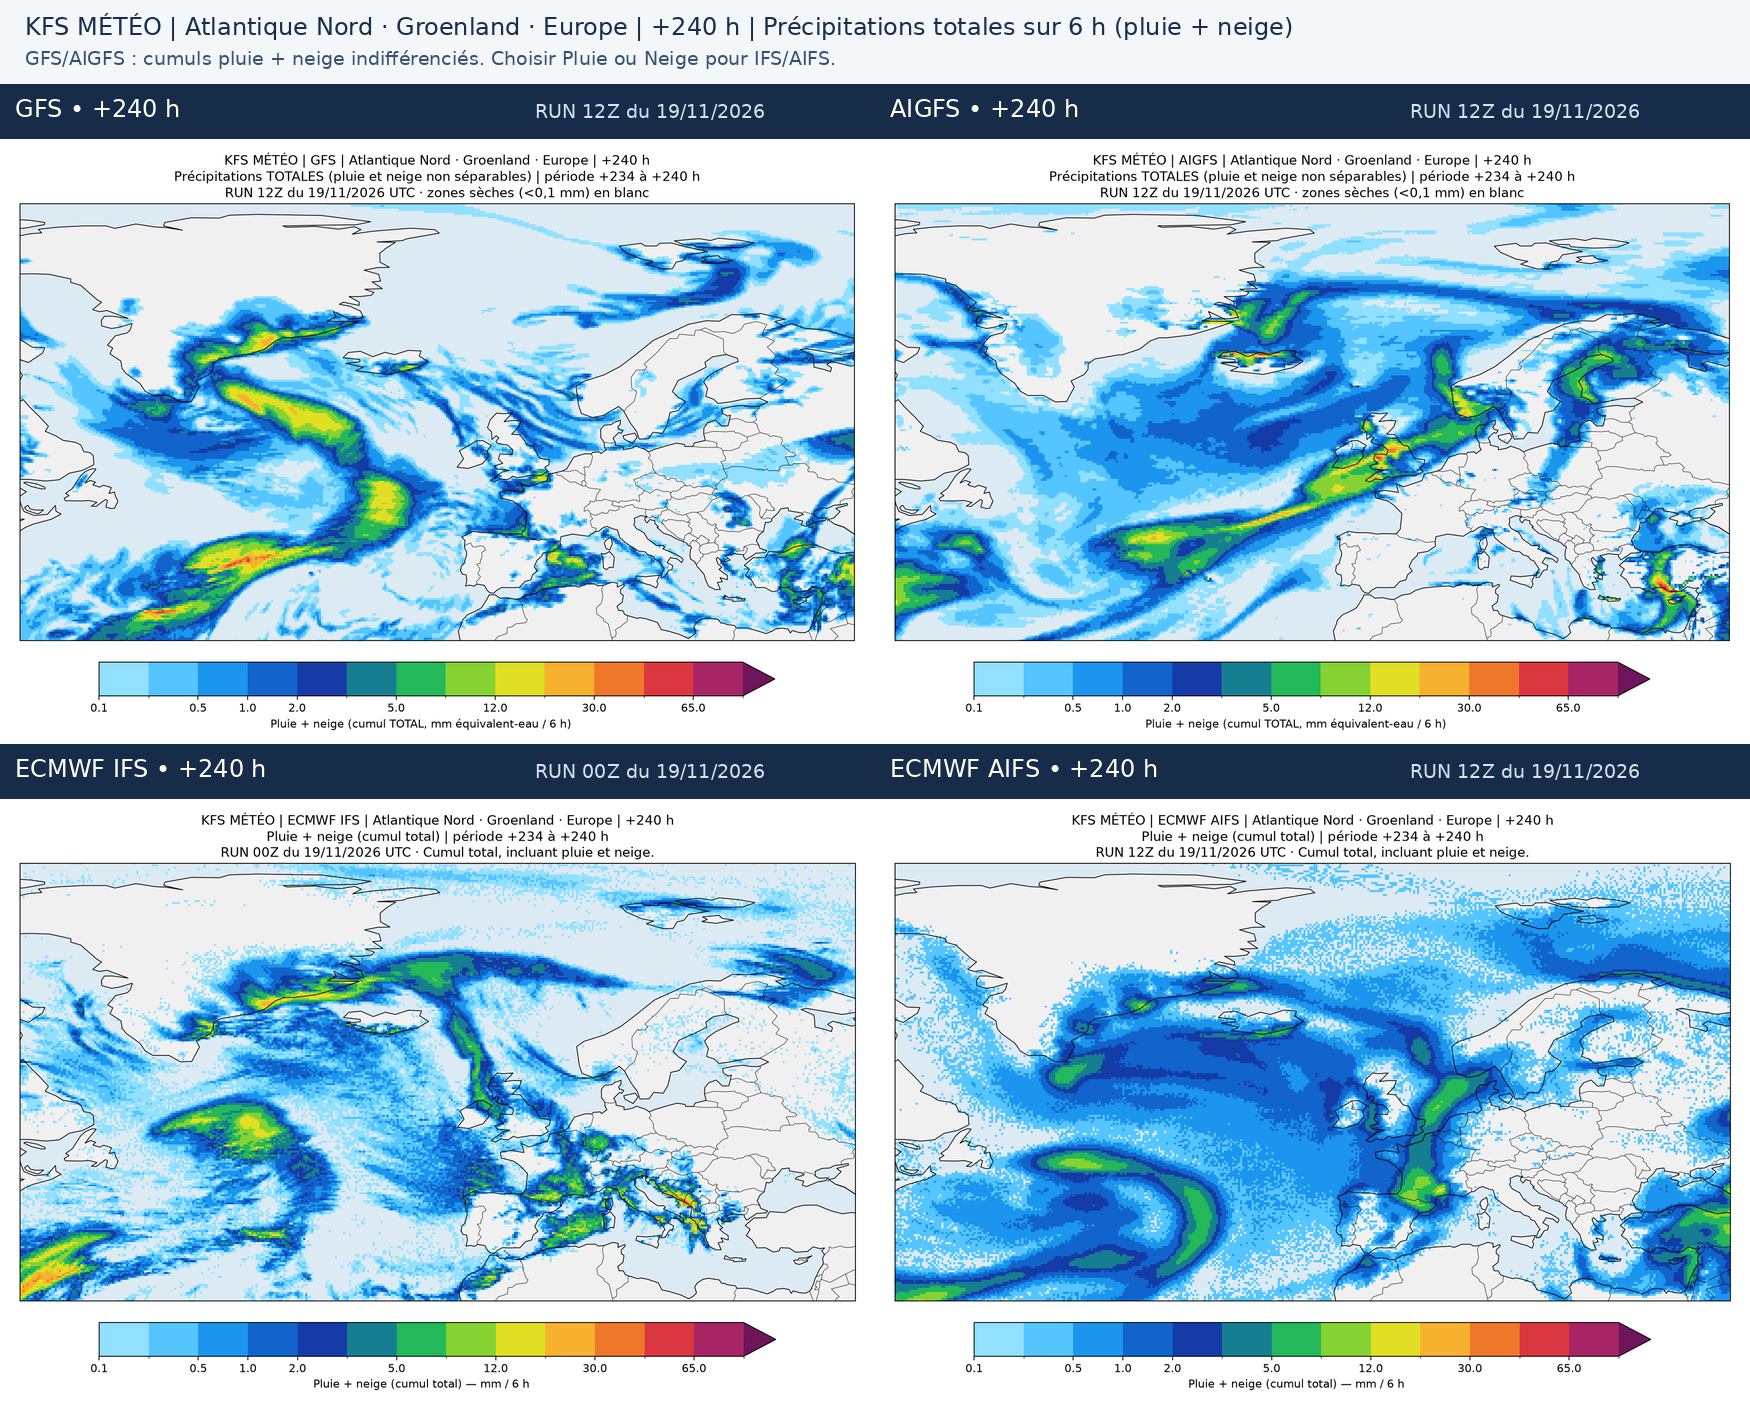 KFS MÉTÉO | Atlantique Nord · Groenland · Europe | +240 h | Précipitations totales sur 6 h (pluie + neige)
GFS/AIGFS : cumuls pluie + neige indifférenciés. Choisir Pluie ou Neige pour IFS/AIFS.
GFS • +240 h RUN 12Z du 19/11/2026
KFS MÉTÉO | GFS | Atlantique Nord · Groenland · Europe | +240 h
Précipitations TOTALES (pluie et neige non séparables) | période +234 à +240 h
RUN 12Z du 19/11/2026 UTC · zones sèches (<0,1 mm) en blanc
0.1 0.5 1.0 2.0 5.0 12.0 30.0 65.0
Pluie + neige (cumul TOTAL, mm équivalent-eau / 6 h)
AIGFS • +240 h RUN 12Z du 19/11/2026
KFS MÉTÉO | AIGFS | Atlantique Nord · Groenland · Europe | +240 h
Précipitations TOTALES (pluie et neige non séparables) | période +234 à +240 h
RUN 12Z du 19/11/2026 UTC · zones sèches (<0,1 mm) en blanc
0.1 0.5 1.0 2.0 5.0 12.0 30.0 65.0
Pluie + neige (cumul TOTAL, mm équivalent-eau / 6 h)
ECMWF IFS • +240 h RUN 00Z du 19/11/2026
KFS MÉTÉO | ECMWF IFS | Atlantique Nord · Groenland · Europe | +240 h
Pluie + neige (cumul total) | période +234 à +240 h
RUN 00Z du 19/11/2026 UTC · Cumul total, incluant pluie et neige.
0.1 0.5 1.0 2.0 5.0 12.0 30.0 65.0
Pluie + neige (cumul total) — mm / 6 h
ECMWF AIFS • +240 h RUN 12Z du 19/11/2026
KFS MÉTÉO | ECMWF AIFS | Atlantique Nord · Groenland · Europe | +240 h
Pluie + neige (cumul total) | période +234 à +240 h
RUN 12Z du 19/11/2026 UTC · Cumul total, incluant pluie et neige.
0.1 0.5 1.0 2.0 5.0 12.0 30.0 65.0
Pluie + neige (cumul total) — mm / 6 h